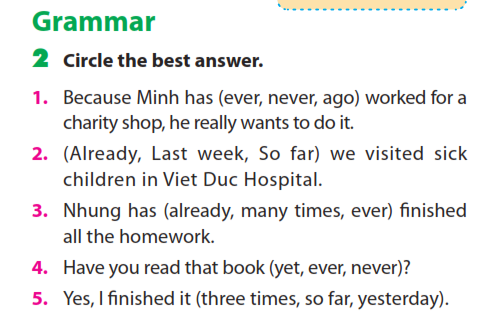 Grammar
2 Circle the best answer.
1. Because Minh has (ever, never, ago) worked for a
charity shop, he really wants to do it.
2. (Already, Last week, So far) we visited sick
children in Viet Duc Hospital.
3. Nhung has (already, many times, ever) finished
all the homework.
4. Have you read that book (yet, ever, never)?
5. Yes, I finished it (three times, so far, yesterday).